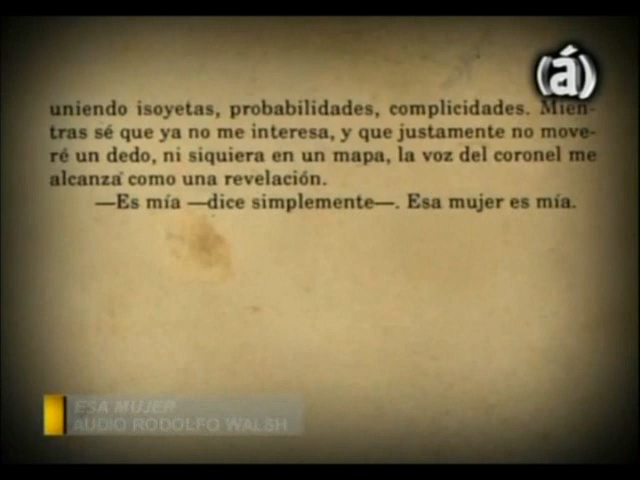 (á)
uniendo isoyetas, probabilidades, complicidades. Mien-
tras sé que ya no me interesa, y que justamente no move-
ré un dedo, ni siquiera en un mapa, la voz del coronel me
alcanza como una revelación.
—Es mía —dice simplemente—. Esa mujer es mía.
ESA MUJER
AUDIO RODOLFO WALSH